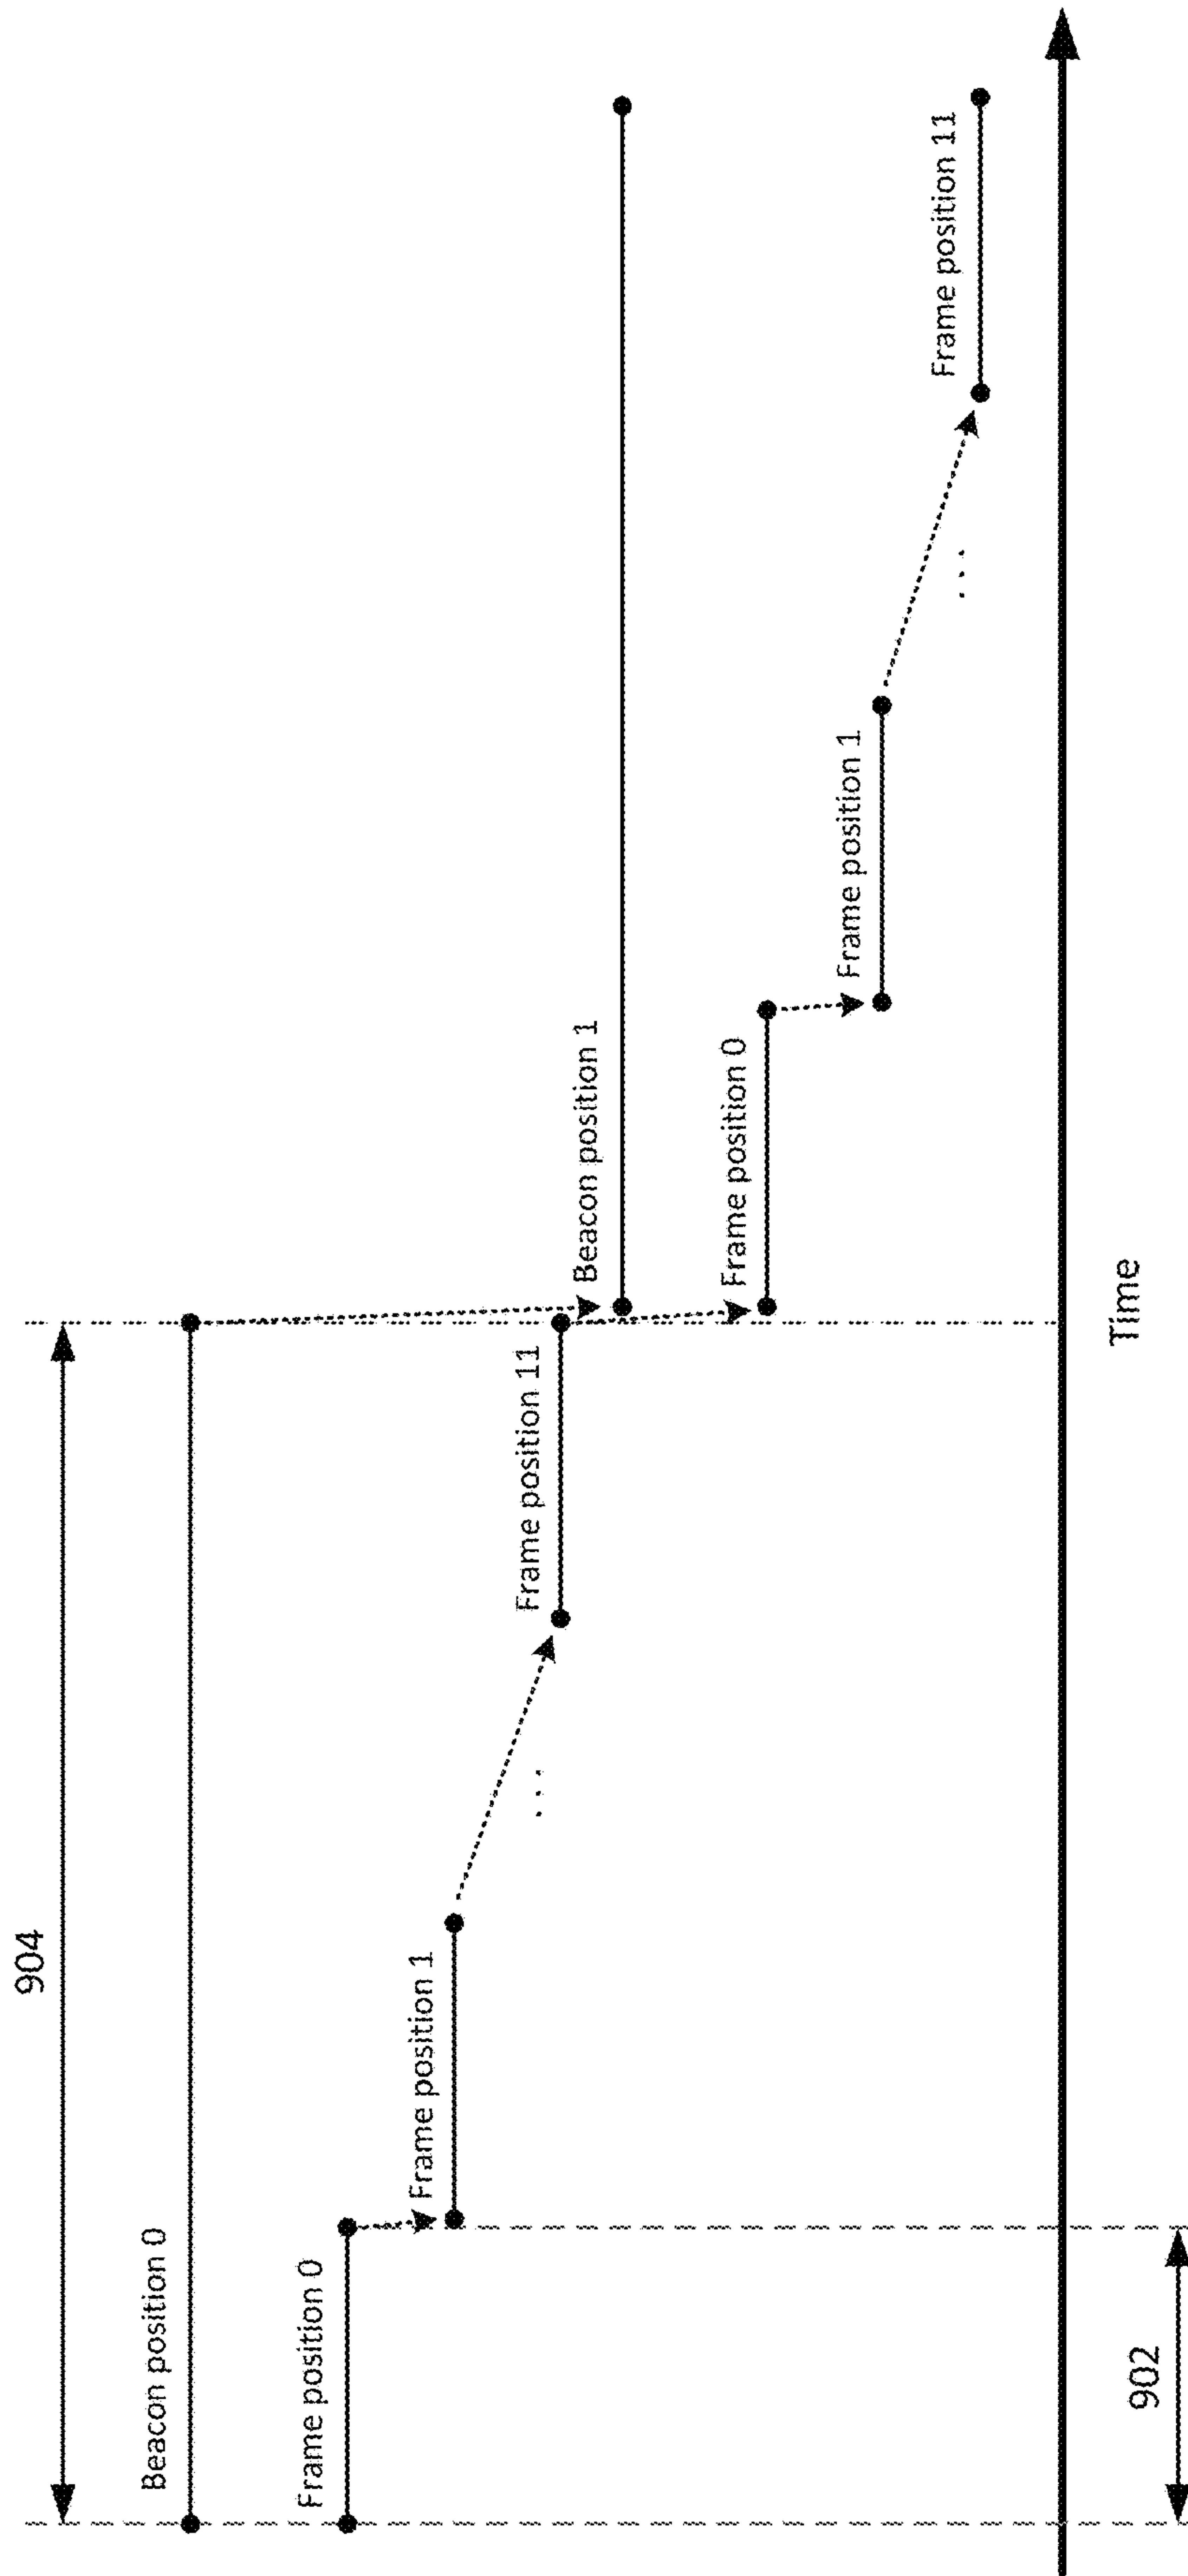 904
Beacon position 0
Frame position 0
Frame position 1
...
Frame position 11
Beacon position 1
Frame position 0
Frame position 1
...
Frame position 11
Time
902